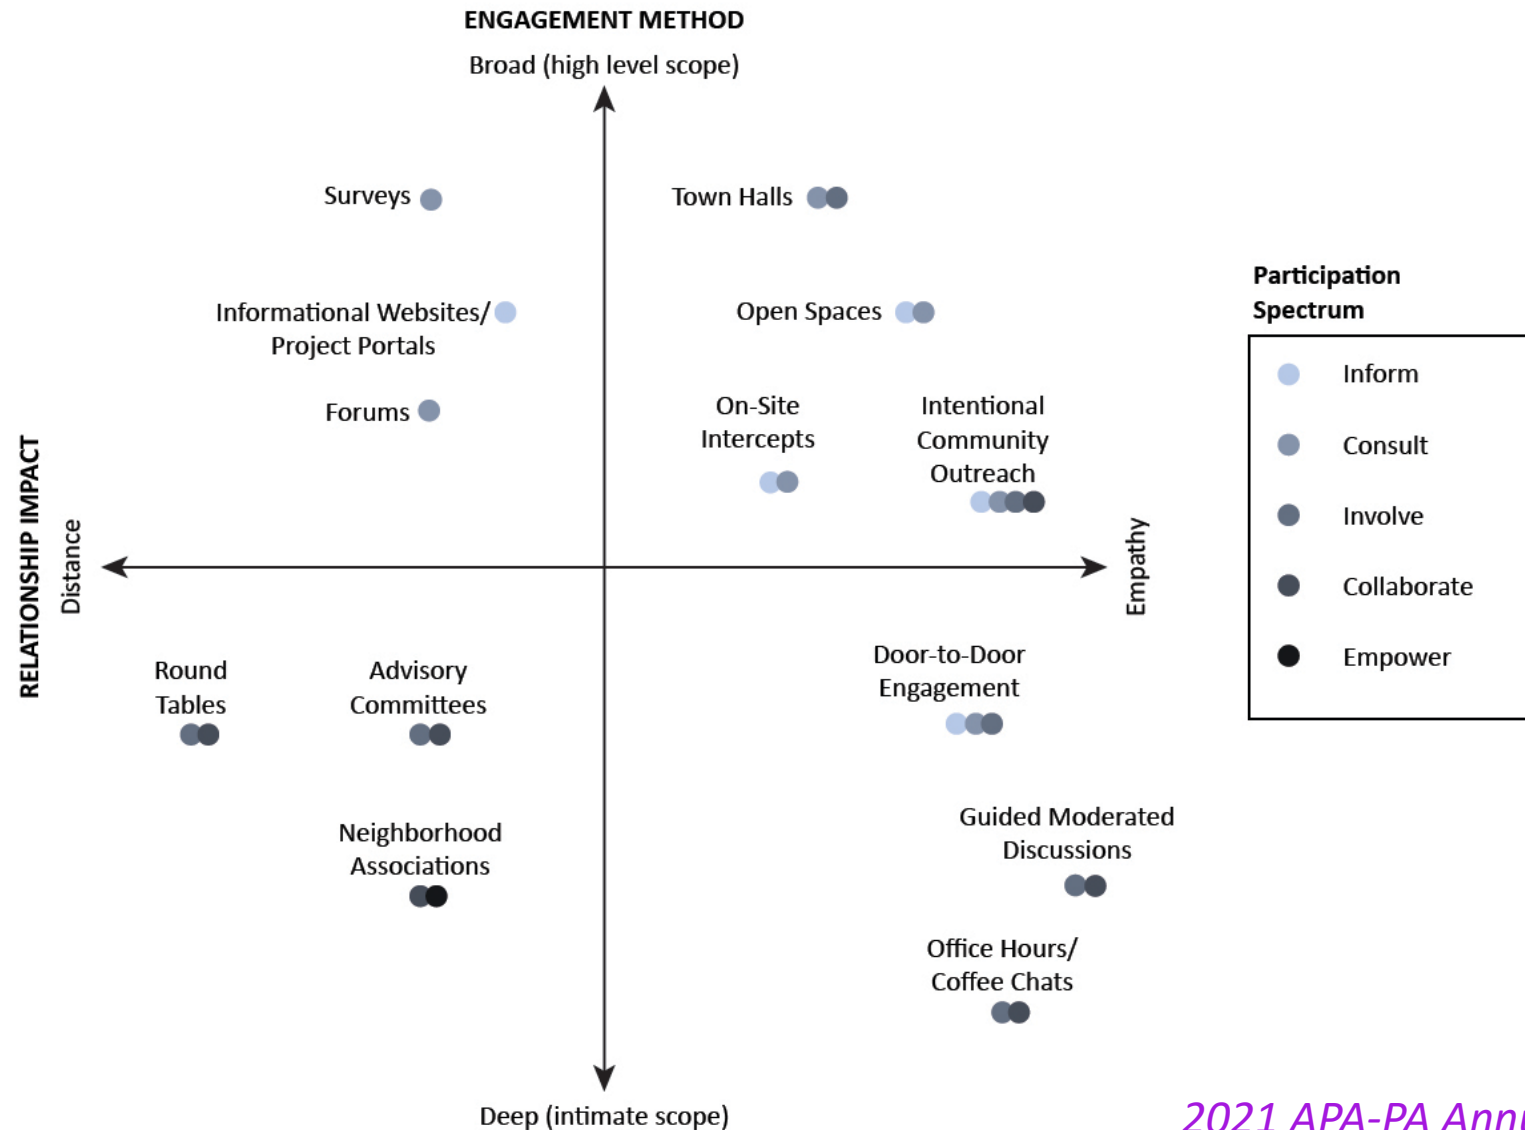 ENGAGEMENT METHOD
Broad (high level scope)
Surveys
Town Halls
Informational Websites/
Project Portals
Open Spaces
Forums
On-Site
Intercepts
Intentional
Community
Outreach
RELATIONSHIP IMPACT
Distance
Empathy
Round
Tables
Advisory
Committees
Door-to-Door
Engagement
Neighborhood
Associations
Guided Moderated
Discussions
Office Hours/
Coffee Chats
Deep (intimate scope)
Participation
Spectrum
Inform
Consult
Involve
Collaborate
Empower
2021 APA-PA